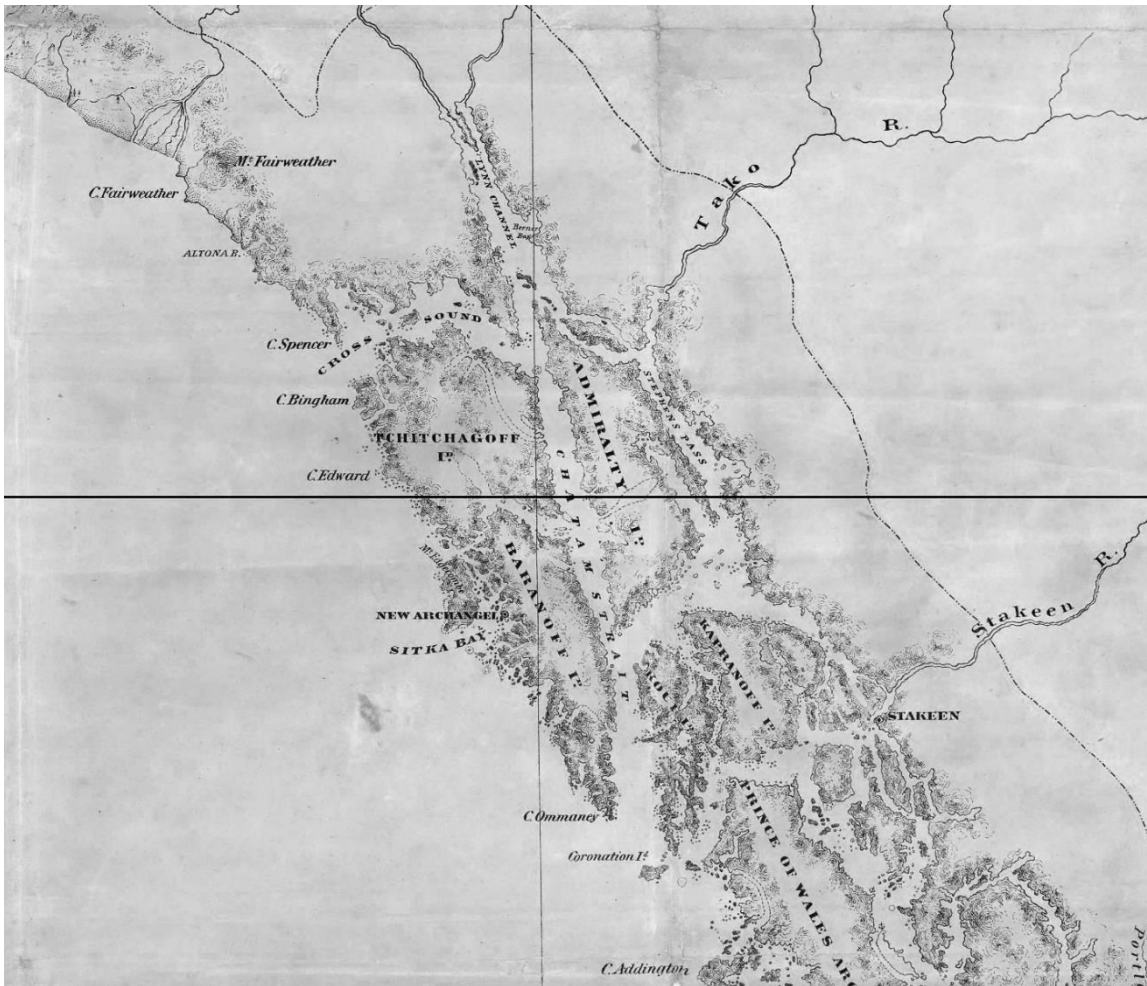 R.
Mt. Fairweather
C. Fairweather
Tako
LYNN CHANNEL
ALTONA R.
SOUND
CROSS
C. Spencer
C. Bingham
ADMIRALTY
STEPHENS PASS
TCHITCHAGOFF
ID.
C. Edward
CHATAM STRAIT
ID.
BARANOFF ID.
Stakeen R.
NEW ARCHANGEL
SITKA BAY
KAPRANOFF ID.
STAKEEN
C. Ommaney
PRINCE OF WALES ARC
Coronation Id.
C. Addington